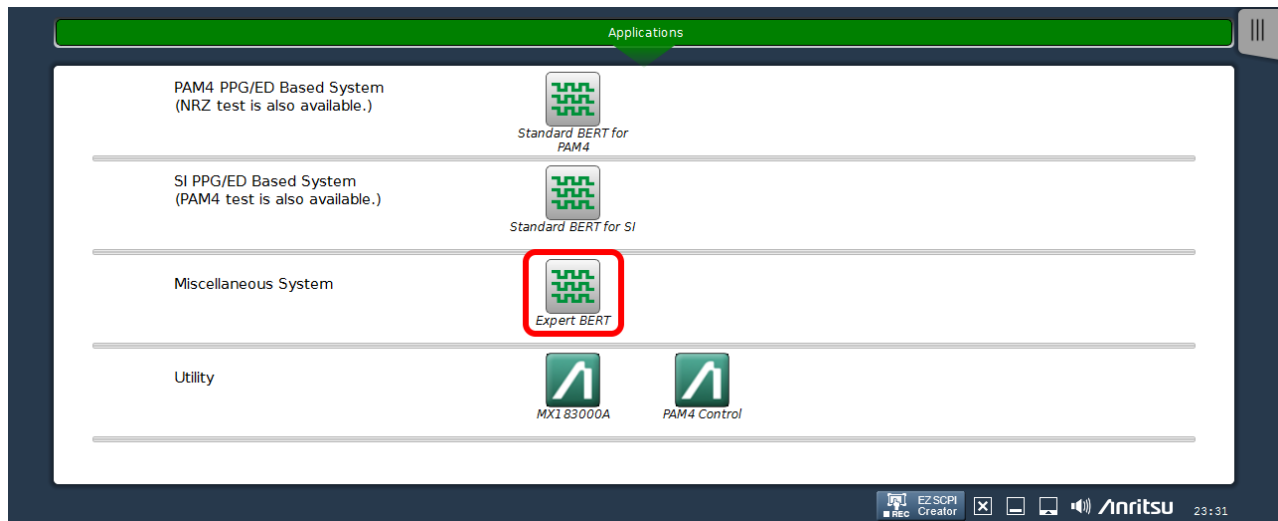 Applications
PAM4 PPG/ED Based System
(NRZ test is also available.)
Standard BERT for
PAM4
SI PPG/ED Based System
(PAM4 test is also available.)
Standard BERT for SI
Miscellaneous System
Expert BERT
Utility
MX183000A
PAM4 Control
REC
EZSCPI
Creator
Anritsu
23:31